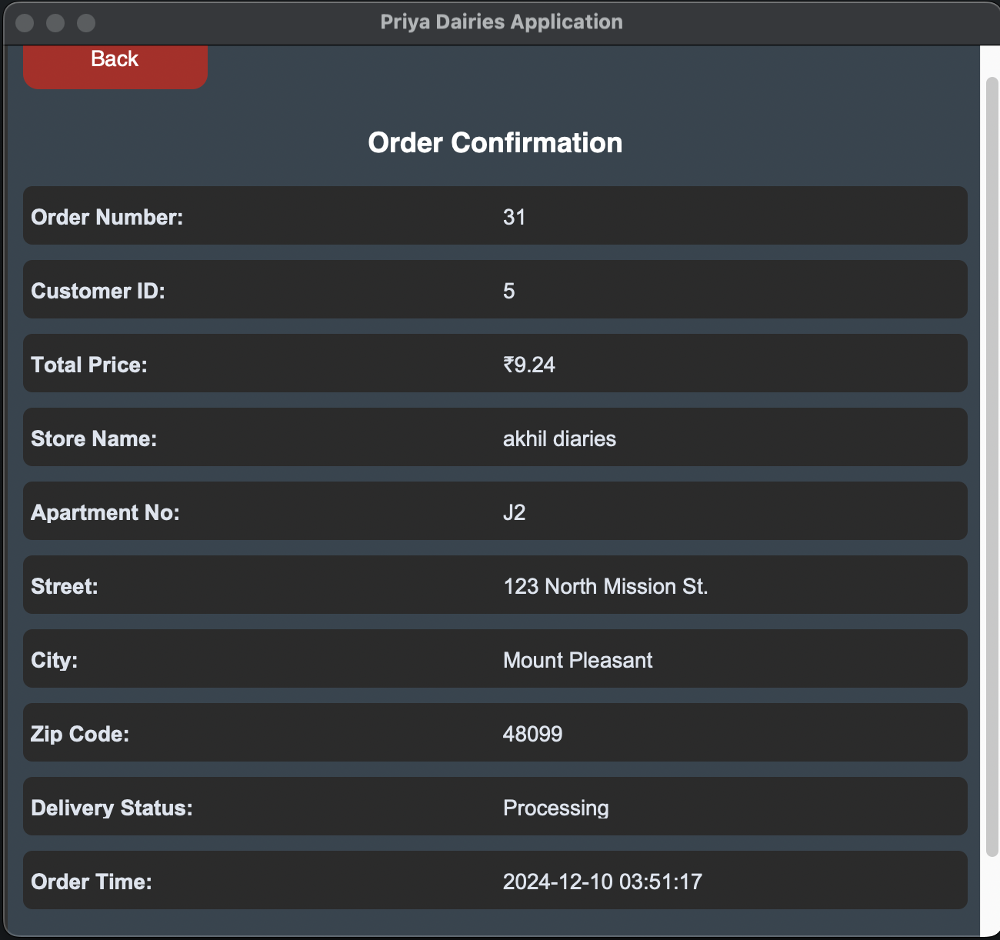 Priya Dairies Application
Back
Order Confirmation
Order Number: 31
Customer ID: 5
Total Price: ₹9.24
Store Name: akhil diaries
Apartment No: J2
Street: 123 North Mission St.
City: Mount Pleasant
Zip Code: 48099
Delivery Status: Processing
Order Time: 2024-12-10 03:51:17